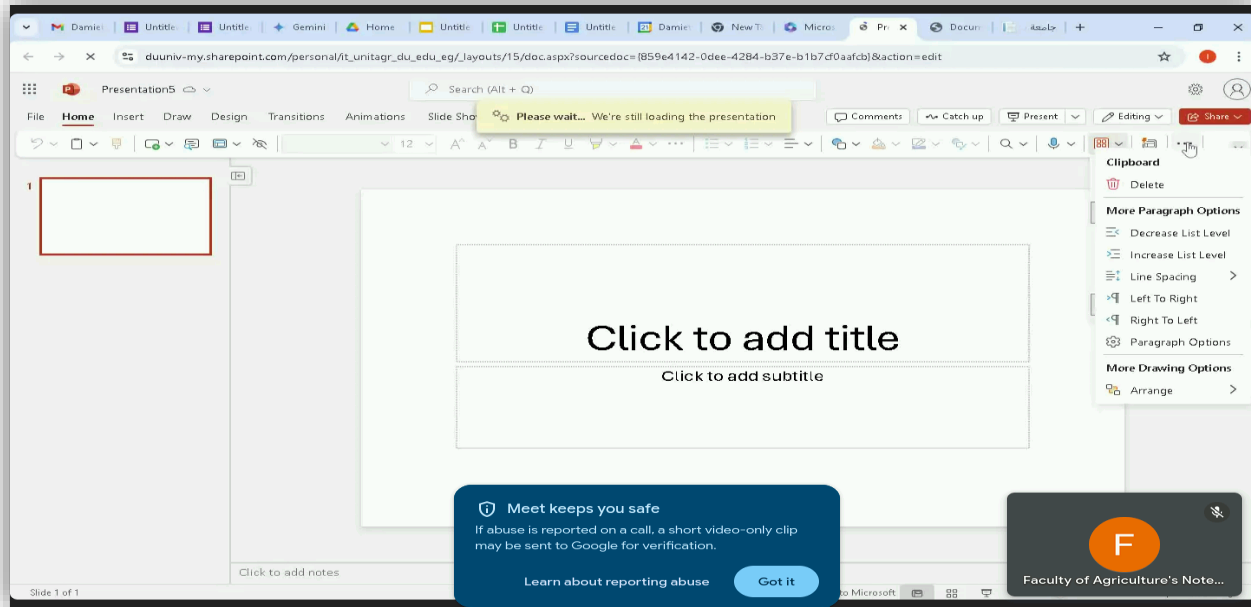 Damie
Untitle
Untitle
Gemini
Home
Untitle
Untitle
Untitle
Damie
New T
Micros
Pr
Docum
جامعة
duuniv-my.sharepoint.com/personal/it_unitagr_du_edu_eg/_layouts/15/doc.aspx?sourcedoc={859e4142-0dee-4284-b37e-b1b7cf0aafcb}&action=edit
Presentation5
Search (Alt + Q)
File Home Insert Draw Design Transitions Animations Slide Sho
Please wait... We're still loading the presentation
Comments Catch up Present Editing Share
12
Clipboard
Delete
More Paragraph Options
Decrease List Level
Increase List Level
Line Spacing
Left To Right
Right To Left
Paragraph Options
More Drawing Options
Arrange
1
Click to add title
Click to add subtitle
Meet keeps you safe
If abuse is reported on a call, a short video-only clip
may be sent to Google for verification.
Learn about reporting abuse Got it
F
Faculty of Agriculture's Note...
Click to add notes
Slide 1 of 1
to Microsoft